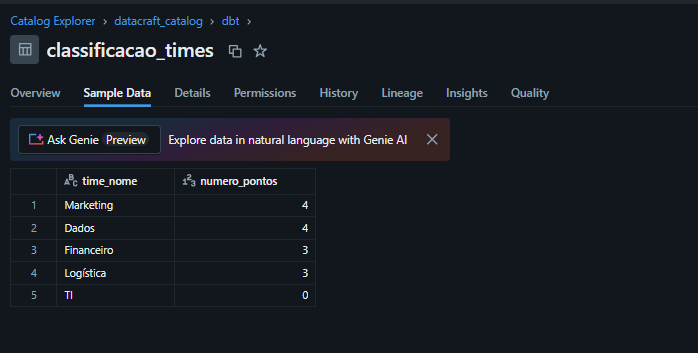 Catalog Explorer > datacraft_catalog > dbt >
classificacao_times
Overview Sample Data Details Permissions History Lineage Insights Quality
Ask Genie Preview Explore data in natural language with Genie AI
ABC time_nome 123 numero_pontos
1 Marketing 4
2 Dados 4
3 Financeiro 3
4 Logística 3
5 TI 0